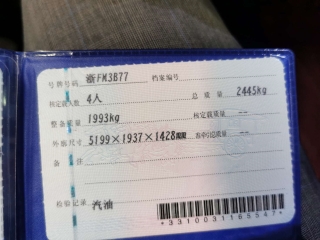 号牌号码 浙FM3B77 档案编号
核定载人数 4人 总质量 2445kg
整备质量 1993kg 核定载质量 --
外廓尺寸 5199×1937×1428mm 准牵引总质量 --
备注
检验记录 汽油
*3310031165547*